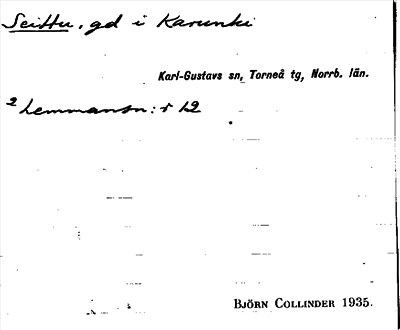 Seittu, gd i Karunki
Karl-Gustavs sn, Torneå tg, Norrb. län.
2 Lemmansn: r 12
BJÖRN COLLINDER 1935.